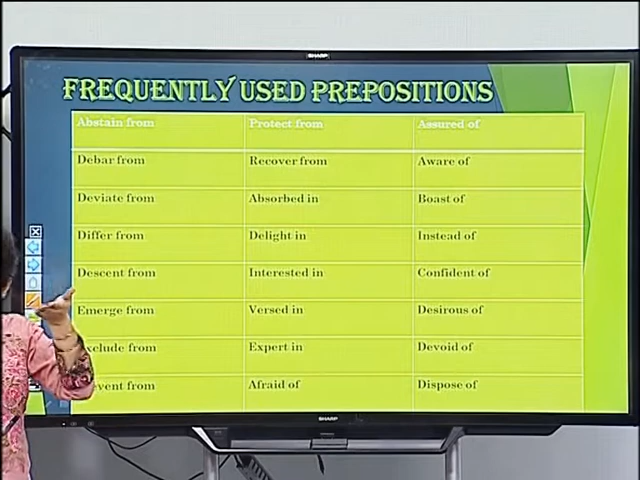 SHARP
FREQUENTLY USED PREPOSITIONS
Abstain from Protect from Assured of
Debar from Recover from Aware of
Deviate from Absorbed in Boast of
Differ from Delight in Instead of
Descent from Interested in Confident of
Emerge from Versed in Desirous of
from Expert in Devoid of
from Afraid of Dispose of
SHARP